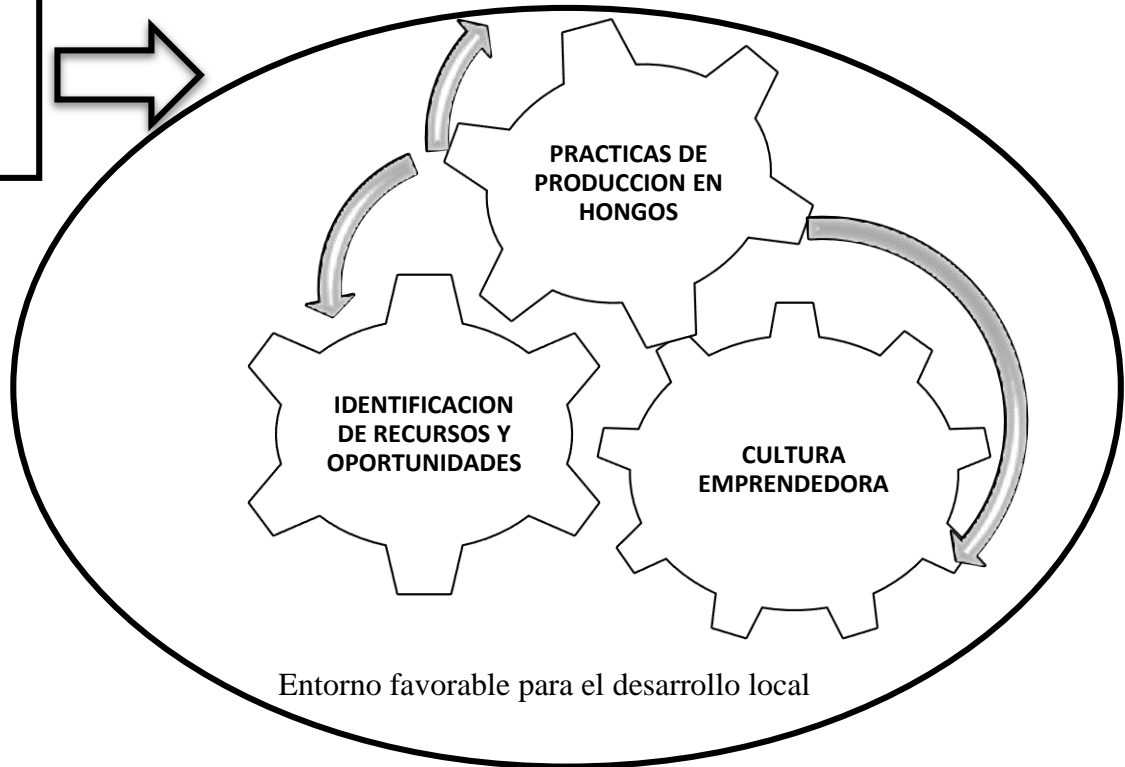 PRACTICAS DE
PRODUCCION EN
HONGOS
IDENTIFICACION
DE RECURSOS Y
OPORTUNIDADES
CULTURA
EMPRENDEDORA
Entorno favorable para el desarrollo local